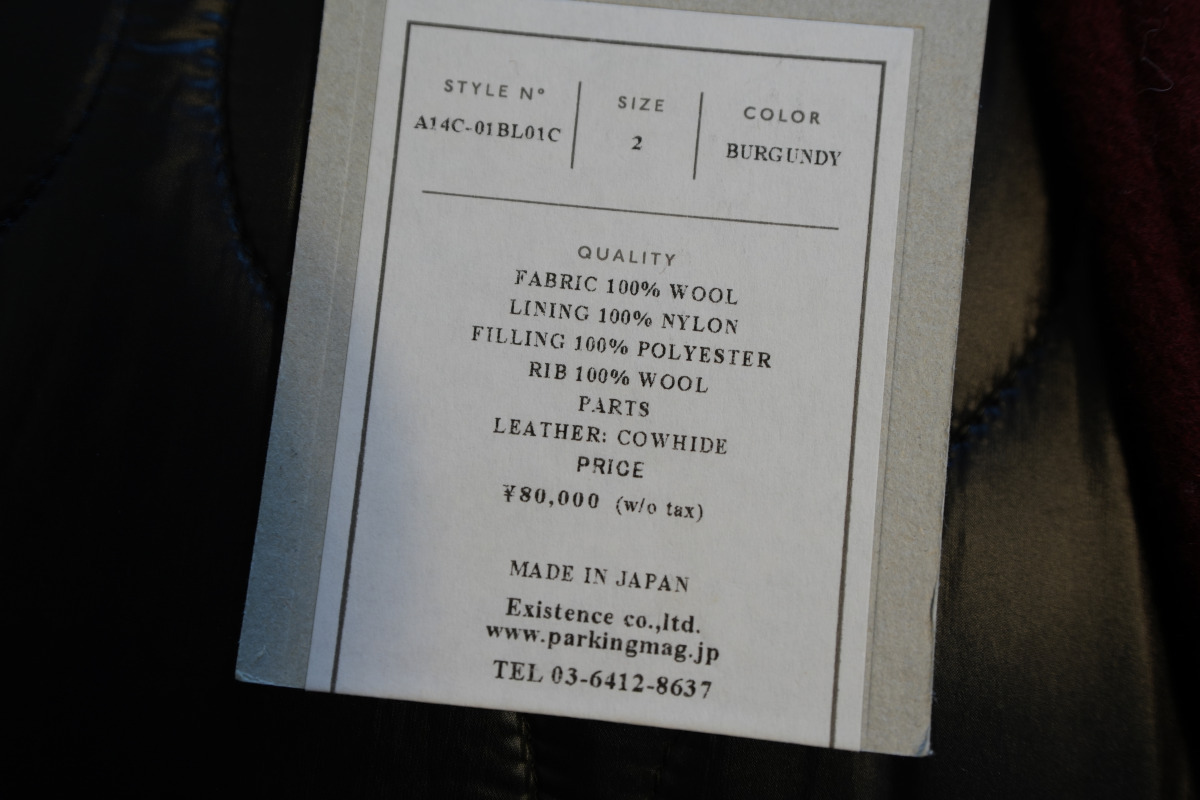 STYLE Nº
A14C-01BL01C
SIZE
2
COLOR
BURGUNDY
QUALITY
FABRIC 100% WOOL
LINING 100% NYLON
FILLING 100% POLYESTER
RIB 100% WOOL
PARTS
LEATHER: COWHIDE
PRICE
¥80,000 (w/o tax)
MADE IN JAPAN
Existence co.,ltd.
www.parkingmag.jp
TEL 03-6412-8637